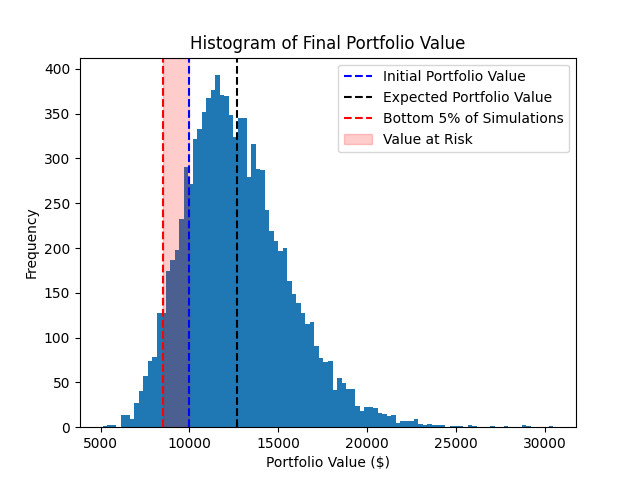 Histogram of Final Portfolio Value
400
350
300
250
200
150
100
50
0
Frequency
Initial Portfolio Value
Expected Portfolio Value
Bottom 5% of Simulations
Value at Risk
5000 10000 15000 20000 25000 30000
Portfolio Value ($)